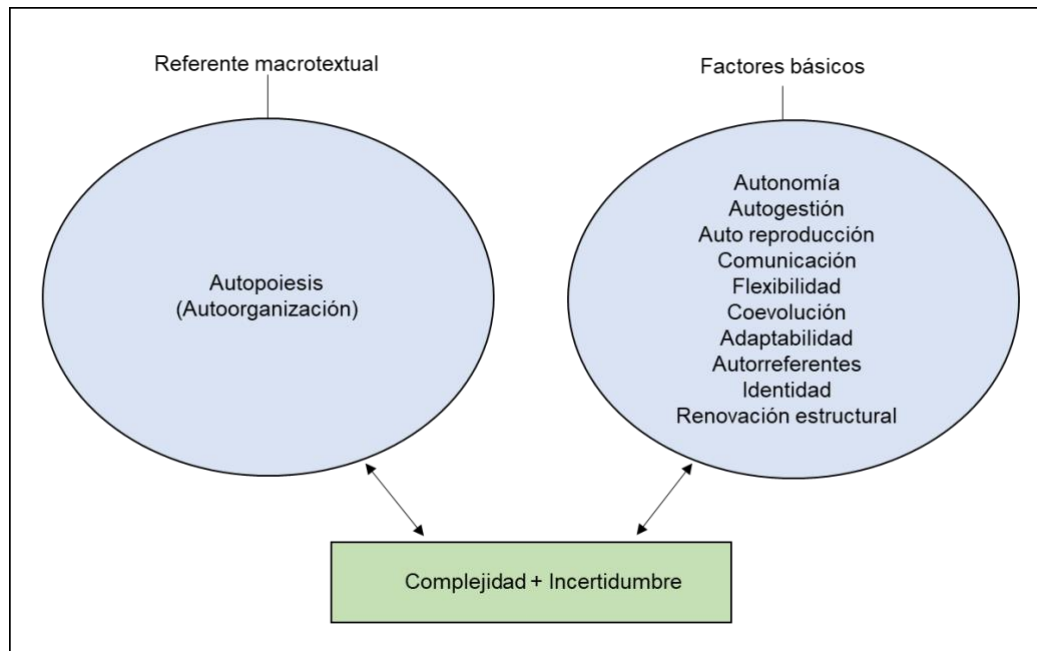 Referente macrotextual
Autopoiesis
(Autoorganización)
Factores básicos
Autonomía
Autogestión
Auto reproducción
Comunicación
Flexibilidad
Coevolución
Adaptabilidad
Autorreferentes
Identidad
Renovación estructural
Complejidad + Incertidumbre